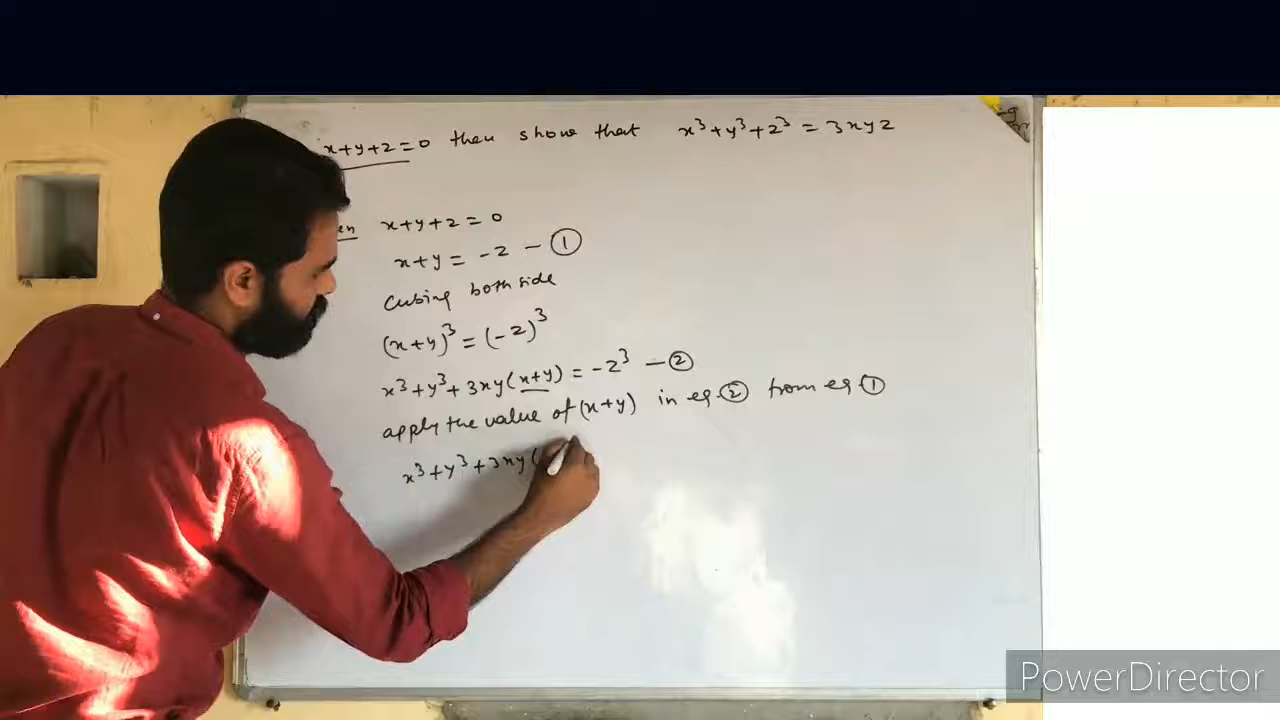 x+y+z=0 then show that x³+y³+z³ = 3xyz
en x+y+z=0
x+y = -z - ①
Cubing both side
(x+y)³ = (-z)³
x³+y³+3xy(x+y) = -z³ - ②
apply the value of (x+y) in eq ② from eq ①
x³+y³+3xy(
PowerDirector